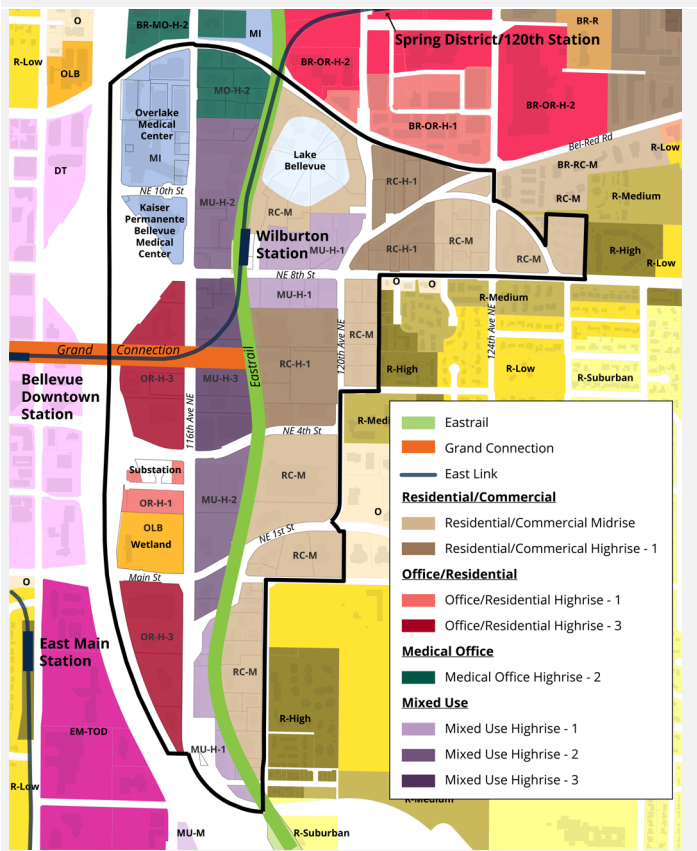 O
BR-MO-H-2
BR-R
MI
Spring District/120th Station
R-Low
OLB
BR-OR-H-2
MO-H-2
BR-OR-H-2
Overlake
Medical
Center
BR-OR-H-1
Bel-Red Rd
R-Low
MI
Lake
Bellevue
BR-RC-M
DT
RC-H-1
NE 10th St
RC-M
R-Medium
MU-H-2
Kaiser
Permanente
Bellevue
Medical
Center
RC-M
Wilburton
Station
MU-H-1
RC-H-1
RC-M
RC-M
R-High
R-Low
NE 8th St
O
O
MU-H-1
R-Medium
120th Ave NE
RC-M
124th Ave NE
Grand Connection
Eastrail
RC-H-1
OR-H-3
MU-H-3
R-High
R-Low
R-Suburban
Bellevue
Downtown
Station
116th Ave NE
R-Medi
NE 4th St
Substation
RC-M
OR-H-1
MU-H-2
O
OLB
Wetland
NE 1st St
RC-M
Main St
O
OR-H-3
East Main
Station
RC-M
R-High
EM-TOD
MU-H-1
R-Low
R-Medium
MU-M
R-Suburban
Eastrail
Grand Connection
East Link
Residential/Commercial
Residential/Commercial Midrise
Residential/Commerical Highrise - 1
Office/Residential
Office/Residential Highrise - 1
Office/Residential Highrise - 3
Medical Office
Medical Office Highrise - 2
Mixed Use
Mixed Use Highrise - 1
Mixed Use Highrise - 2
Mixed Use Highrise - 3